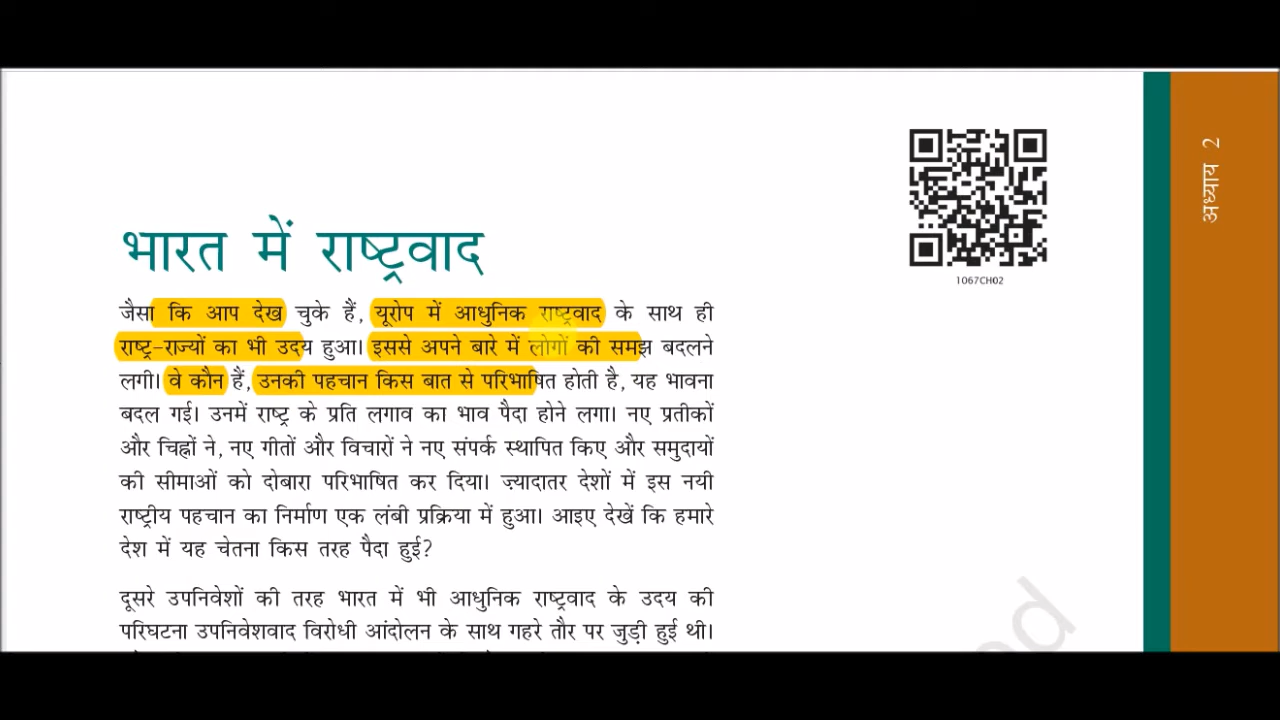 अध्याय 2
1067CH02
भारत में राष्ट्रवाद
जैसा कि आप देख चुके हैं, यूरोप में आधुनिक राष्ट्रवाद के साथ ही
राष्ट्र-राज्यों का भी उदय हुआ। इससे अपने बारे में लोगों की समझ बदलने
लगी। वे कौन हैं, उनकी पहचान किस बात से परिभाषित होती है, यह भावना
बदल गई। उनमें राष्ट्र के प्रति लगाव का भाव पैदा होने लगा। नए प्रतीकों
और चिह्नों ने, नए गीतों और विचारों ने नए संपर्क स्थापित किए और समुदायों
की सीमाओं को दोबारा परिभाषित कर दिया। ज़्यादातर देशों में इस नयी
राष्ट्रीय पहचान का निर्माण एक लंबी प्रक्रिया में हुआ। आइए देखें कि हमारे
देश में यह चेतना किस तरह पैदा हुई?
दूसरे उपनिवेशों की तरह भारत में भी आधुनिक राष्ट्रवाद के उदय की
परिघटना उपनिवेशवाद विरोधी आंदोलन के साथ गहरे तौर पर जुड़ी हुई थी।